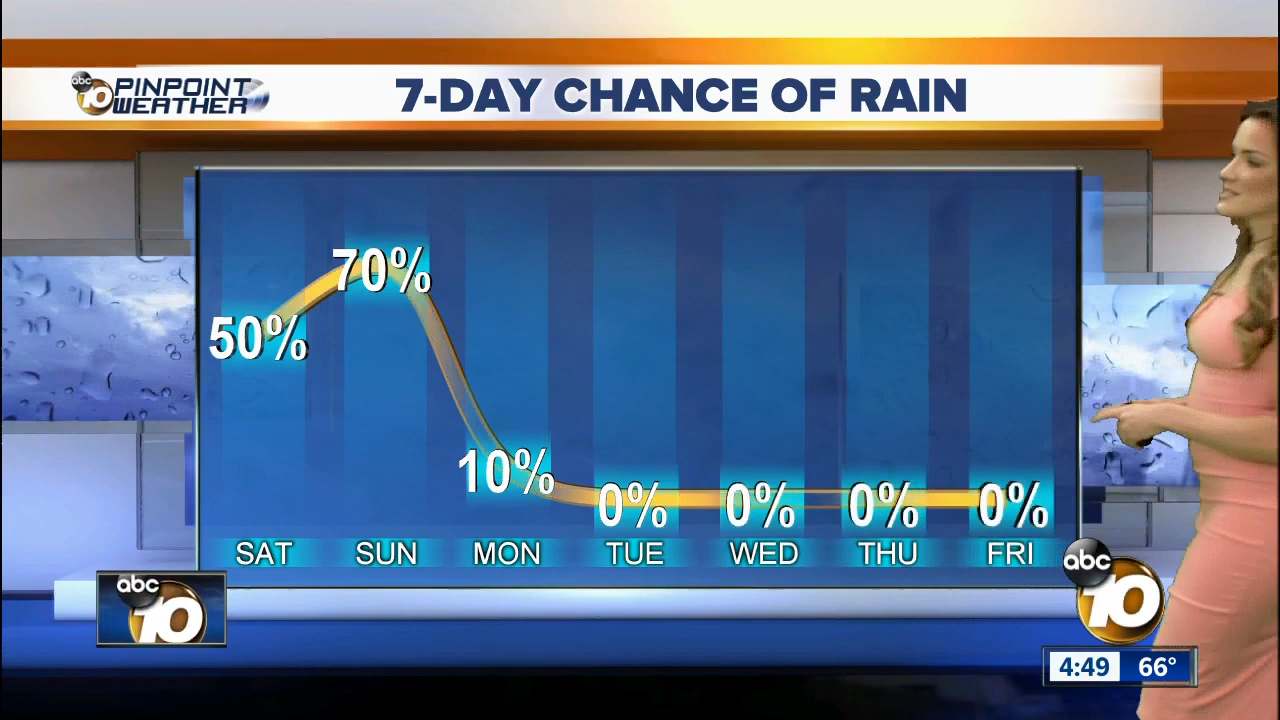 abc
10
PINPOINT
WEATHER
7-DAY CHANCE OF RAIN
50%
70%
10%
0%
0%
0%
0%
SAT SUN MON TUE WED THU FRI
abc
10
abc
10
4:49 66°